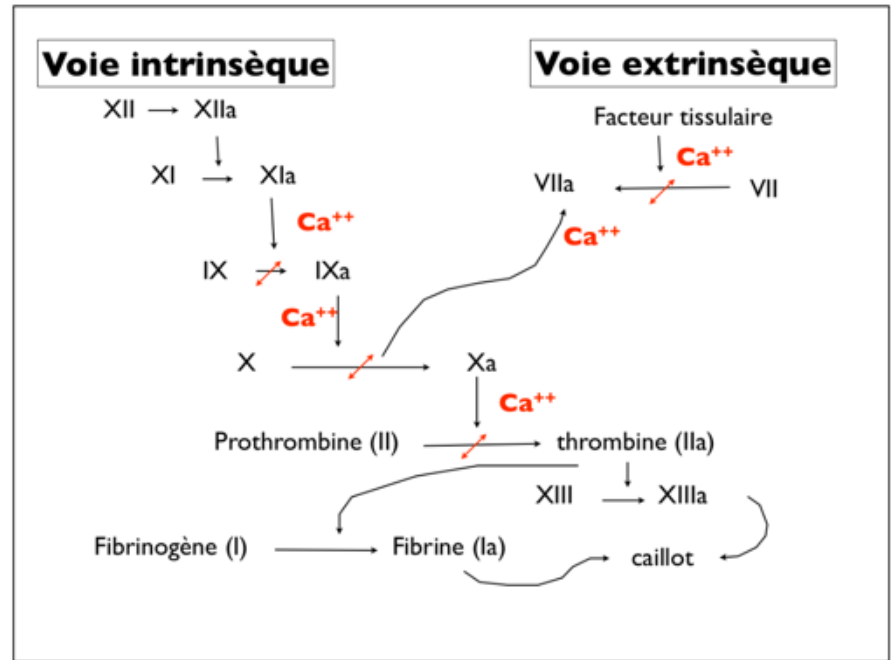 Voie intrinsèque
Voie extrinsèque
XII XIIa
Facteur tissulaire
Ca++
XI XIa
VIIa VII
Ca++
Ca++
IX IXa
Ca++
X Xa
Ca++
Prothrombine (II) thrombine (IIa)
XIII XIIIa
Fibrinogène (I) Fibrine (Ia) caillot